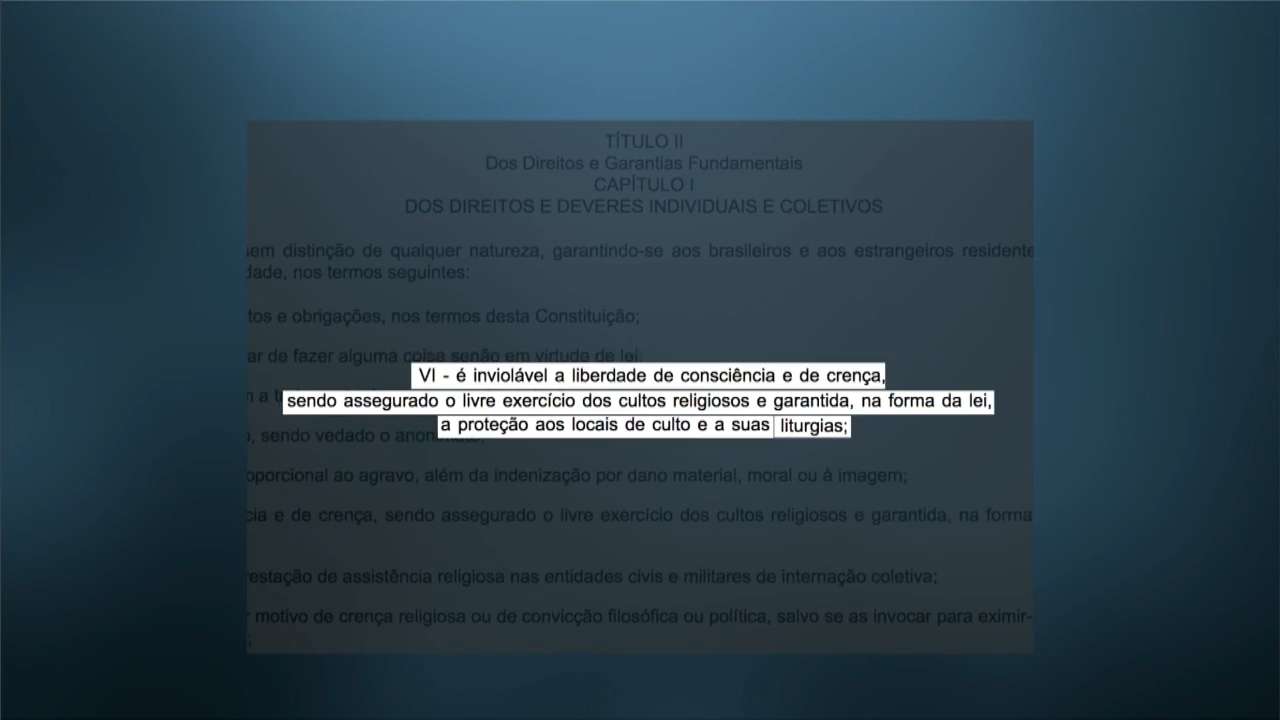 TÍTULO II
Dos Direitos e Garantias Fundamentais
CAPÍTULO I
DOS DIREITOS E DEVERES INDIVIDUAIS E COLETIVOS
sem distinção de qualquer natureza, garantindo-se aos brasileiros e aos estrangeiros residente
dade, nos termos seguintes:
tos e obrigações, nos termos desta Constituição;
ar de fazer alguma coisa senão em virtude de lei;
VI - é inviolável a liberdade de consciência e de crença,
sendo assegurado o livre exercício dos cultos religiosos e garantida, na forma da lei,
a proteção aos locais de culto e a suas liturgias;
, sendo vedado o anonimato;
oporcional ao agravo, além da indenização por dano material, moral ou à imagem;
cia e de crença, sendo assegurado o livre exercício dos cultos religiosos e garantida, na forma
restação de assistência religiosa nas entidades civis e militares de internação coletiva;
r motivo de crença religiosa ou de convicção filosófica ou política, salvo se as invocar para eximir-
;